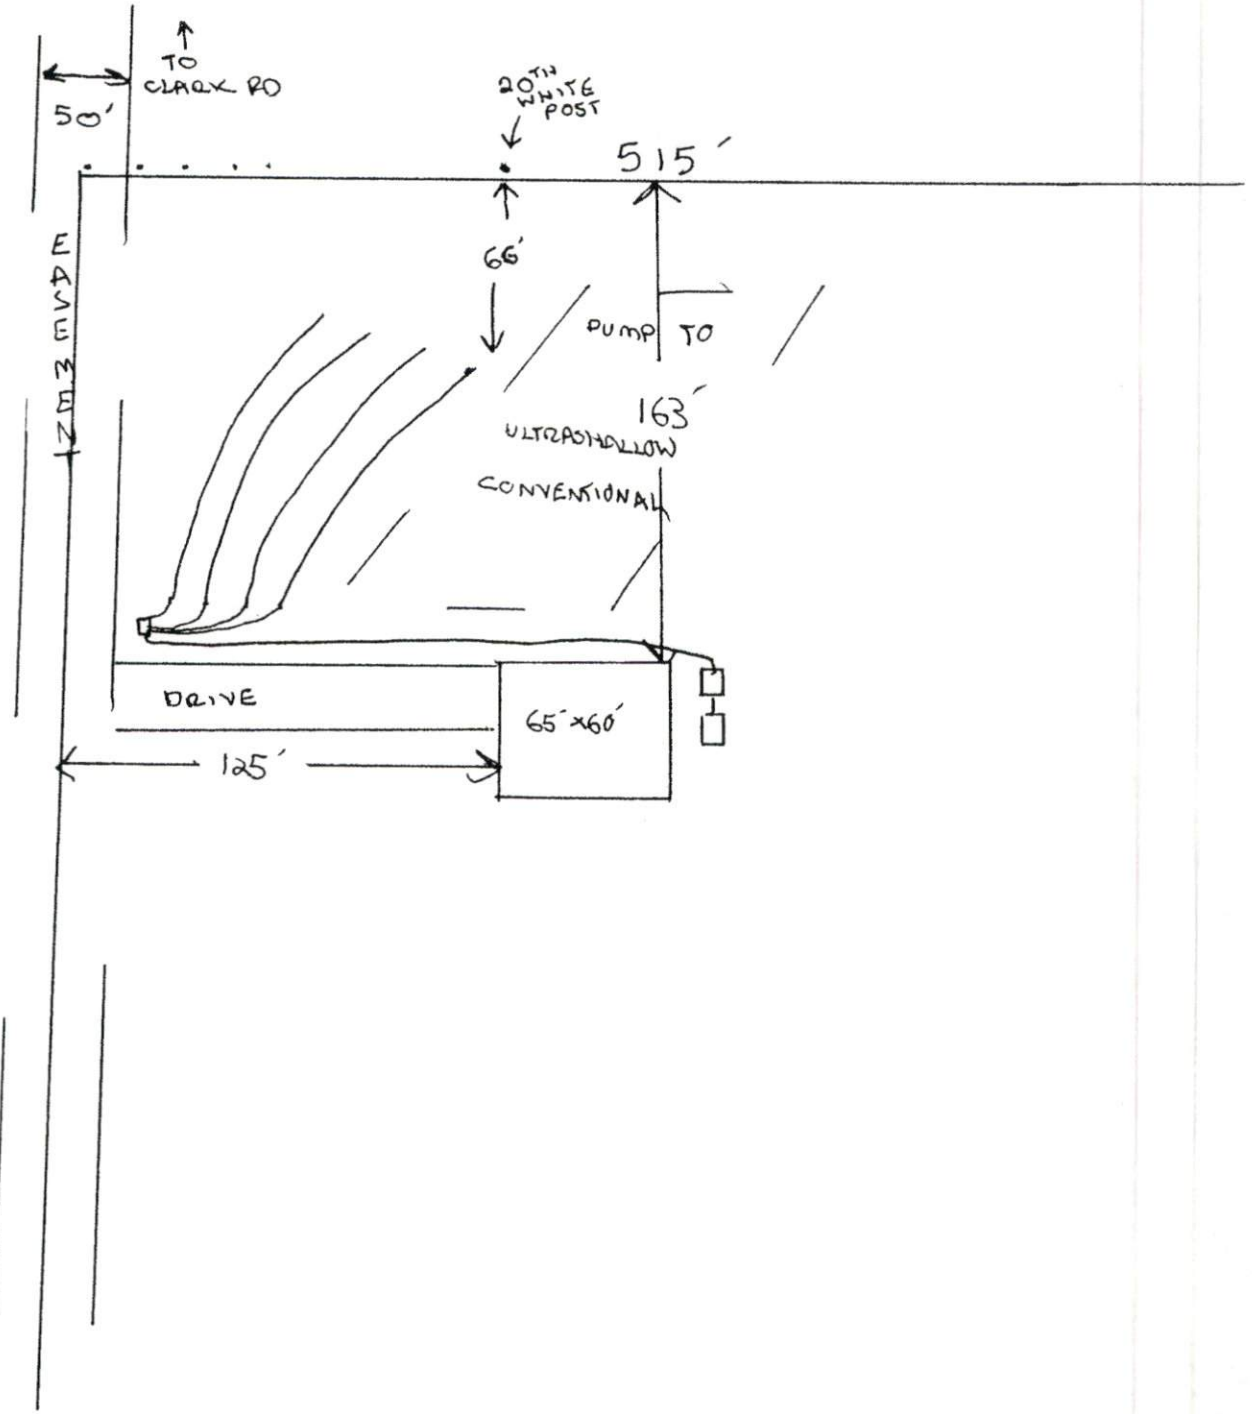 TO
CLARK RD
50'
20TH
WHITE
POST
515'
EASEMENT
66'
PUMP TO
163'
ULTRASHALLOW
CONVENTIONAL
DRIVE
65'x60'
125'